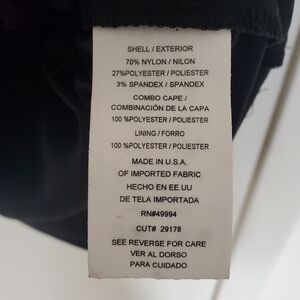 SHELL / EXTERIOR
70% NYLON / NILON
27%POLYESTER / POLIESTER
3% SPANDEX / SPANDEX
COMBO CAPE /
COMBINACIÓN DE LA CAPA
100 %POLYESTER / POLIESTER
LINING / FORRO
100 %POLYESTER / POLIESTER
MADE IN U.S.A.
OF IMPORTED FABRIC
HECHO EN EE.UU
DE TELA IMPORTADA
RN#49994
CUT# 29178
SEE REVERSE FOR CARE
VER AL DORSO
PARA CUIDADO